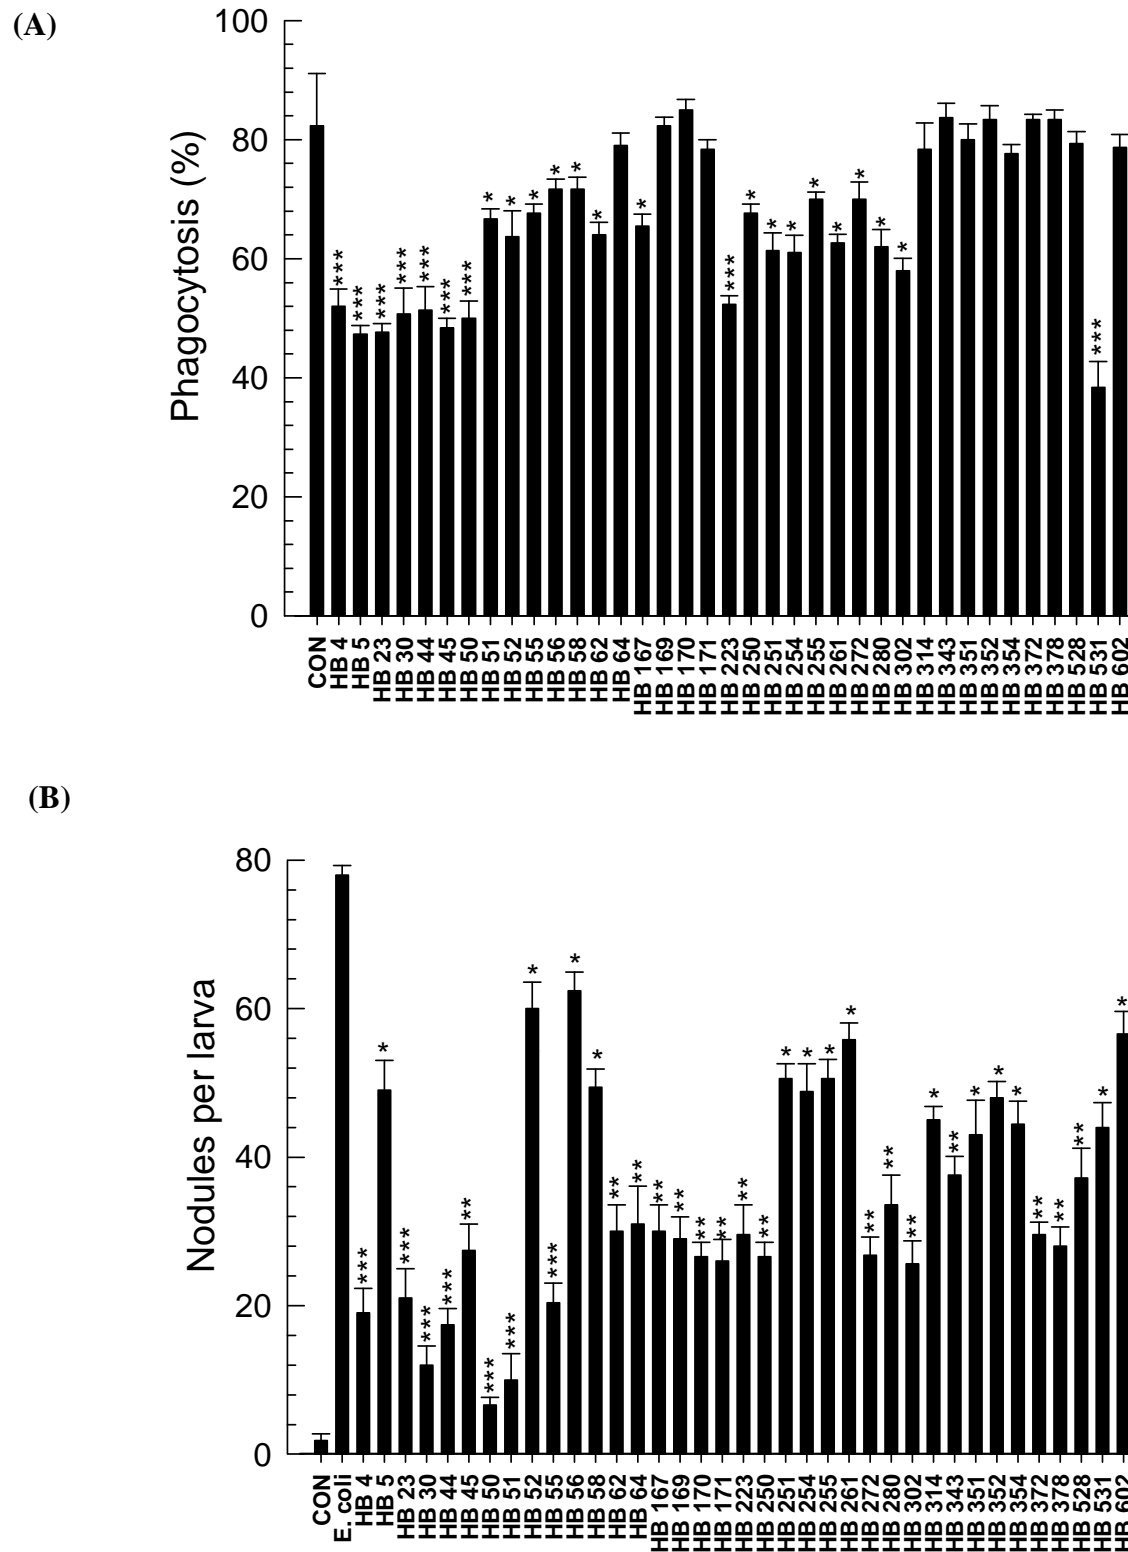 (A)
Phagocytosis (%)
100
80
60
40
20
0
*** *** *** *** *** *** *** * * * * * * * *** * * * * * * * * ***
CON HB 4 HB 5 HB 23 HB 30 HB 44 HB 45 HB 50 HB 51 HB 52 HB 55 HB 56 HB 58 HB 62 HB 64 HB 167 HB 169 HB 170 HB 171 HB 223 HB 250 HB 251 HB 254 HB 255 HB 261 HB 272 HB 280 HB 302 HB 314 HB 343 HB 351 HB 352 HB 354 HB 372 HB 378 HB 528 HB 531 HB 602
(B)
Nodules per larva
80
60
40
20
0
*** * *** *** *** ** *** *** * *** * * ** ** ** ** ** ** ** ** * * * * ** ** ** * ** * * * ** ** ** * *
CON E. coli HB 4 HB 5 HB 23 HB 30 HB 44 HB 45 HB 50 HB 51 HB 52 HB 55 HB 56 HB 58 HB 62 HB 64 HB 167 HB 169 HB 170 HB 171 HB 223 HB 250 HB 251 HB 254 HB 255 HB 261 HB 272 HB 280 HB 302 HB 314 HB 343 HB 351 HB 352 HB 354 HB 372 HB 378 HB 528 HB 531 HB 602